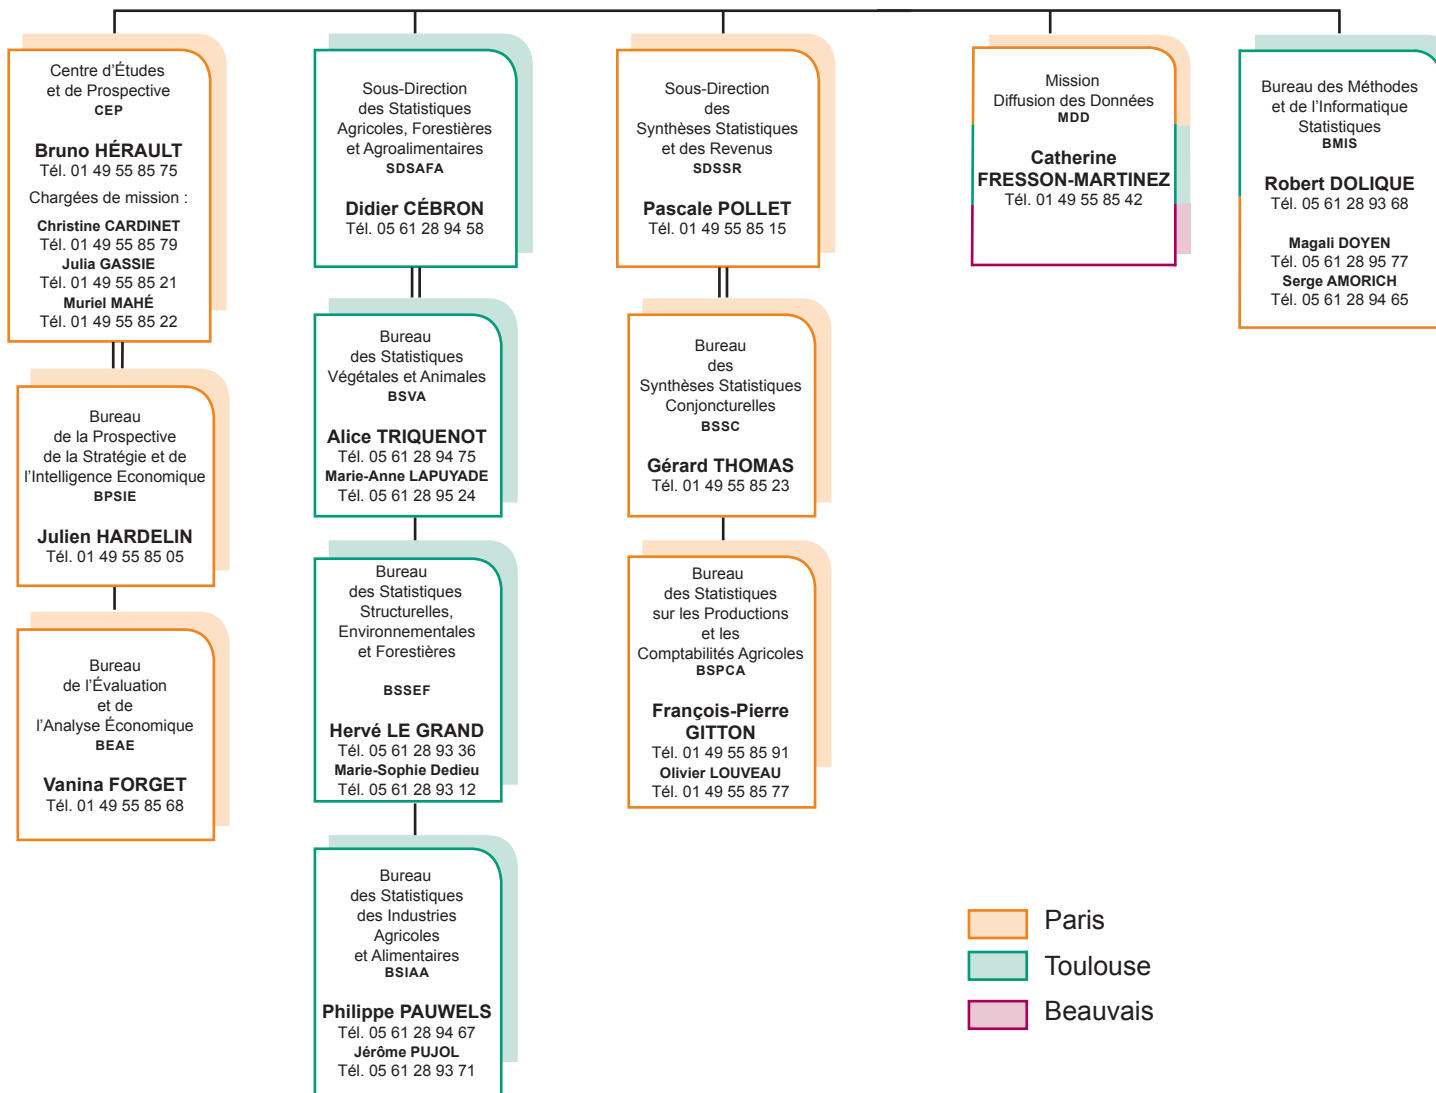 Centre d'Études
et de Prospective
CEP
Bruno HÉRAULT
Tél. 01 49 55 85 75
Chargées de mission :
Christine CARDINET
Tél. 01 49 55 85 79
Julia GASSIE
Tél. 01 49 55 85 21
Muriel MAHÉ
Tél. 01 49 55 85 22
Bureau
de la Prospective
de la Stratégie et de
l'Intelligence Economique
BPSIE
Julien HARDELIN
Tél. 01 49 55 85 05
Bureau
de l'Évaluation
et de
l'Analyse Économique
BEAE
Vanina FORGET
Tél. 01 49 55 85 68
Sous-Direction
des Statistiques
Agricoles, Forestières
et Agroalimentaires
SDSAFA
Didier CÉBRON
Tél. 05 61 28 94 58
Bureau
des Statistiques
Végétales et Animales
BSVA
Alice TRIQUENOT
Tél. 05 61 28 94 75
Marie-Anne LAPUYADE
Tél. 05 61 28 95 24
Bureau
des Statistiques
Structurelles,
Environnementales
et Forestières
BSSEF
Hervé LE GRAND
Tél. 05 61 28 93 36
Marie-Sophie Dedieu
Tél. 05 61 28 93 12
Bureau
des Statistiques
des Industries
Agricoles
et Alimentaires
BSIAA
Philippe PAUWELS
Tél. 05 61 28 94 67
Jérôme PUJOL
Tél. 05 61 28 93 71
Sous-Direction
des
Synthèses Statistiques
et des Revenus
SDSSR
Pascale POLLET
Tél. 01 49 55 85 15
Bureau
des
Synthèses Statistiques
Conjoncturelles
BSSC
Gérard THOMAS
Tél. 01 49 55 85 23
Bureau
des Statistiques
sur les Productions
et les
Comptabilités Agricoles
BSPCA
François-Pierre
GITTON
Tél. 01 49 55 85 91
Olivier LOUVEAU
Tél. 01 49 55 85 77
Mission
Diffusion des Données
MDD
Catherine
FRESSON-MARTINEZ
Tél. 01 49 55 85 42
Bureau des Méthodes
et de l'Informatique
Statistiques
BMIS
Robert DOLIQUE
Tél. 05 61 28 93 68
Magali DOYEN
Tél. 05 61 28 95 77
Serge AMORICH
Tél. 05 61 28 94 65
Paris
Toulouse
Beauvais